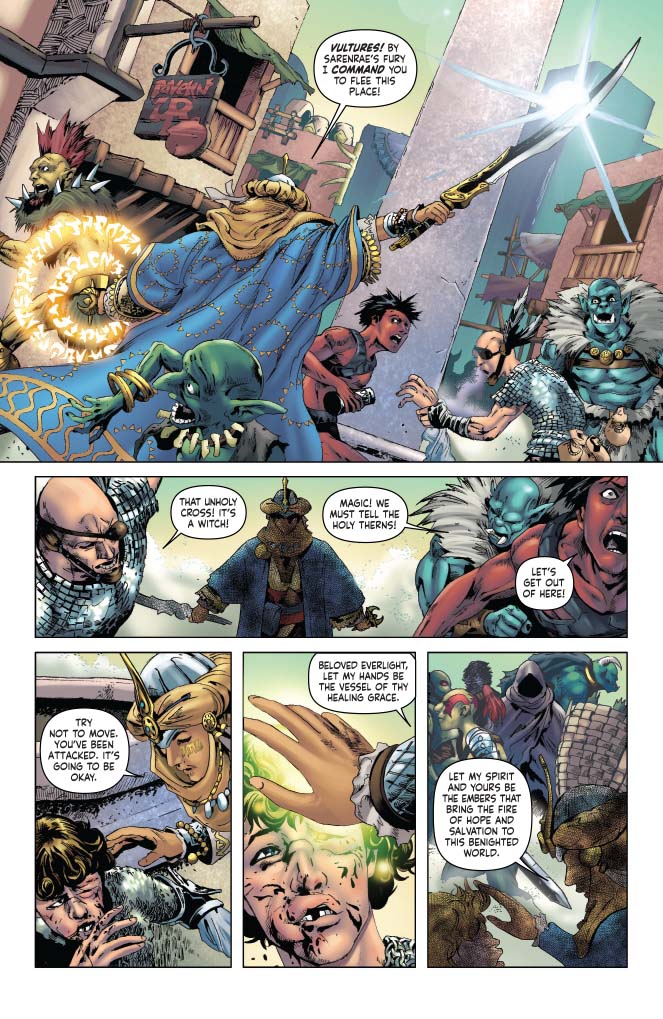 VULTURES! BY
SARENRAE'S FURY
I COMMAND YOU
TO FLEE THIS
PLACE!
THAT UNHOLY
CROSS! IT'S
A WITCH!
MAGIC! WE
MUST TELL THE
HOLY THERNS!
LET'S
GET OUT
OF HERE!
TRY
NOT TO MOVE.
YOU'VE BEEN
ATTACKED. IT'S
GOING TO BE
OKAY.
BELOVED EVERLIGHT,
LET MY HANDS
BE THE VESSEL OF THY
HEALING GRACE.
LET MY SPIRIT
AND YOURS BE
THE EMBERS THAT
BRING THE FIRE
OF HOPE AND
SALVATION TO
THIS BENIGHTED
WORLD.